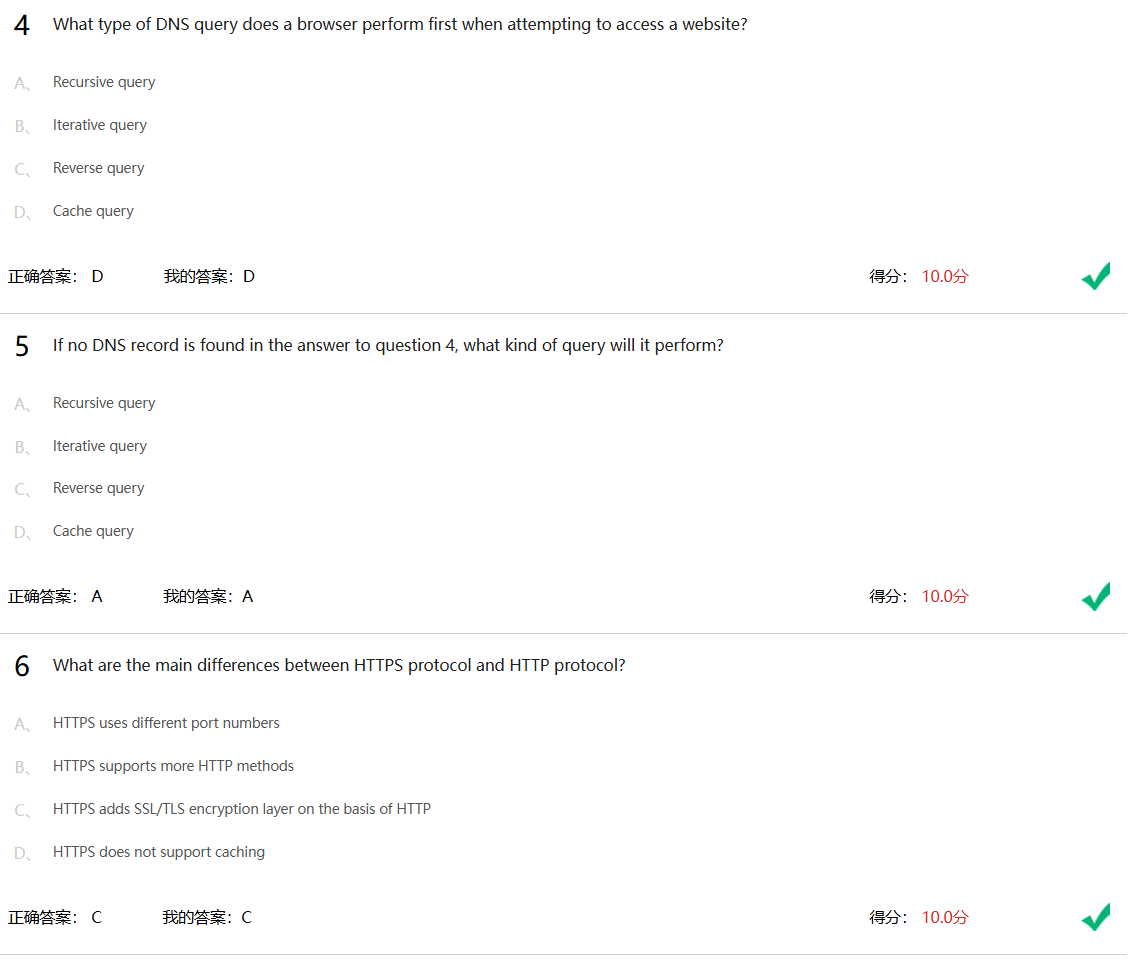 4 What type of DNS query does a browser perform first when attempting to access a website?
A、 Recursive query
B、 Iterative query
C、 Reverse query
D、 Cache query
正确答案： D 我的答案：D 得分： 10.0分
5 If no DNS record is found in the answer to question 4, what kind of query will it perform?
A、 Recursive query
B、 Iterative query
C、 Reverse query
D、 Cache query
正确答案： A 我的答案：A 得分： 10.0分
6 What are the main differences between HTTPS protocol and HTTP protocol?
A、 HTTPS uses different port numbers
B、 HTTPS supports more HTTP methods
C、 HTTPS adds SSL/TLS encryption layer on the basis of HTTP
D、 HTTPS does not support caching
正确答案： C 我的答案：C 得分： 10.0分